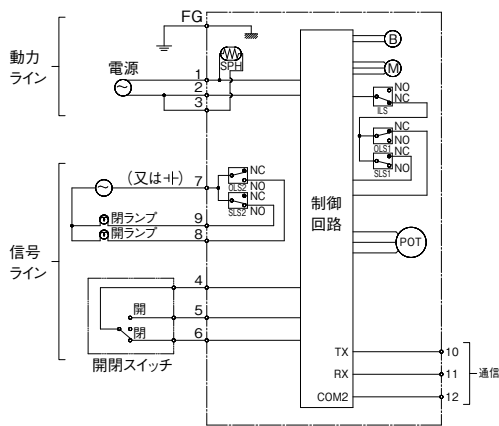 FG
動力
ライン
電源
SPH
1
2
3
B
M
NO
NC
ILS
NC
OLS1
NO
NC
SLS1
NO
信号
ライン
(又は⊣⊢)
7
NC
OLS2
NO
NC
SLS2
NO
閉ランプ
9
開ランプ
8
制御
回路
POT
4
開
5
閉
6
開閉スイッチ
TX
10
RX
11
通信
COM2
12